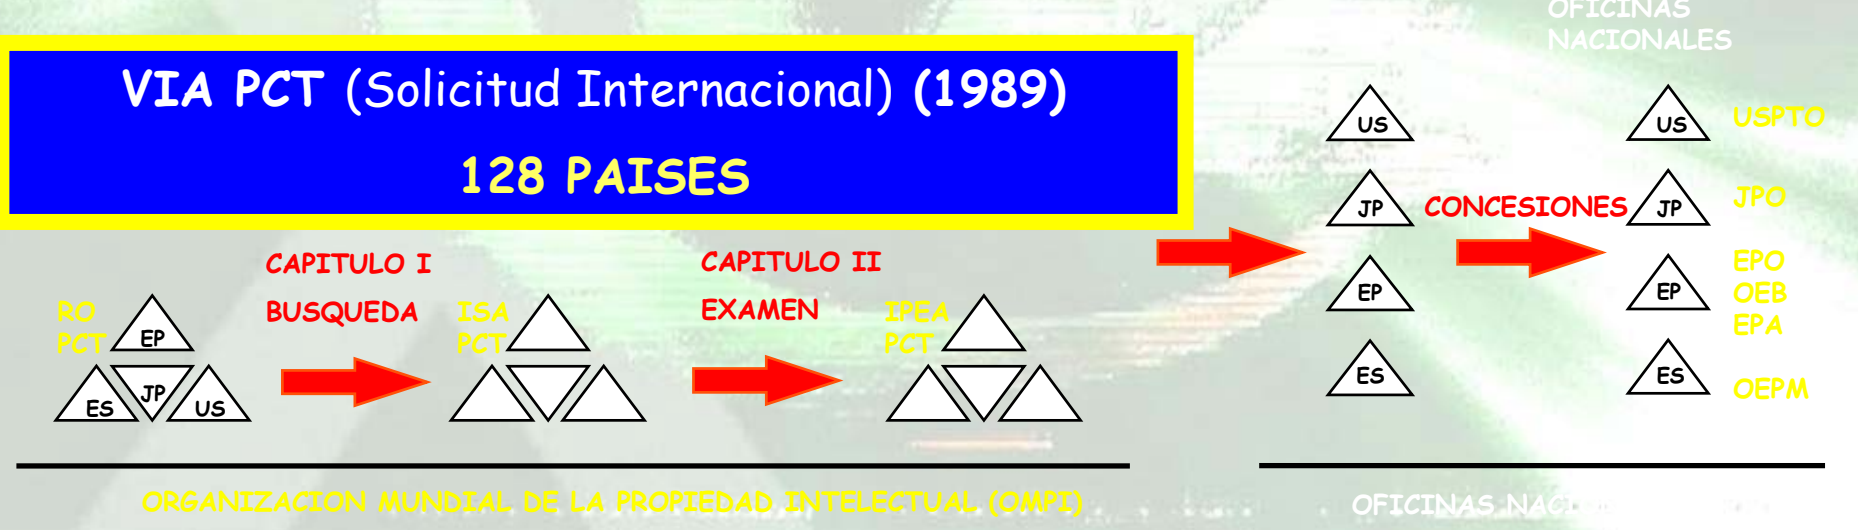 OFICINAS
NACIONALES
VIA PCT (Solicitud Internacional) (1989)
128 PAISES
CAPITULO I
BUSQUEDA
CAPITULO II
EXAMEN
RO
PCT
EP
ES
JP
US
ISA
PCT
IPEA
PCT
US
JP
EP
ES
CONCESIONES
US
JP
EP
ES
USPTO
JPO
EPO
OEB
EPA
OEPM
ORGANIZACION MUNDIAL DE LA PROPIEDAD INTELECTUAL (OMPI)
OFICINAS